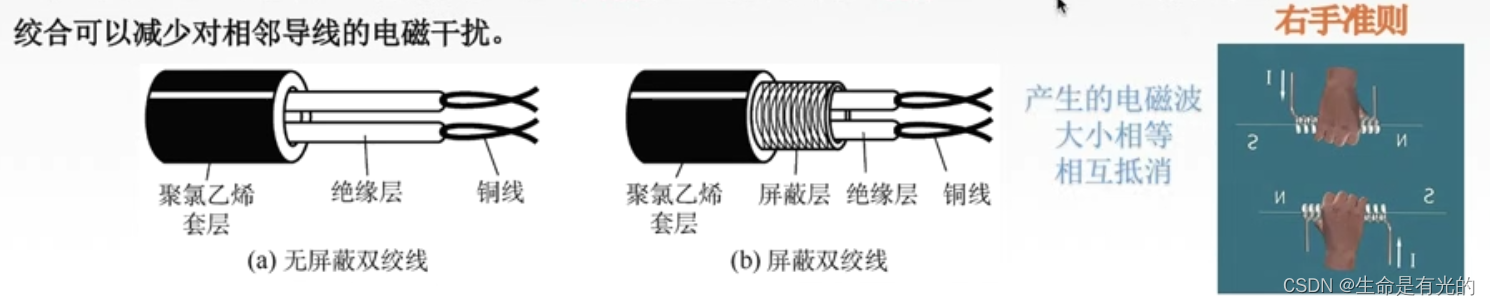 绞合可以减少对相邻导线的电磁干扰。
聚氯乙烯
套层
绝缘层
铜线
(a) 无屏蔽双绞线
聚氯乙烯
套层
屏蔽层
绝缘层
铜线
(b) 屏蔽双绞线
产生的电磁波
大小相等
相互抵消
右手准则
I
S
N
N
S
I
CSDN @生命是有光的